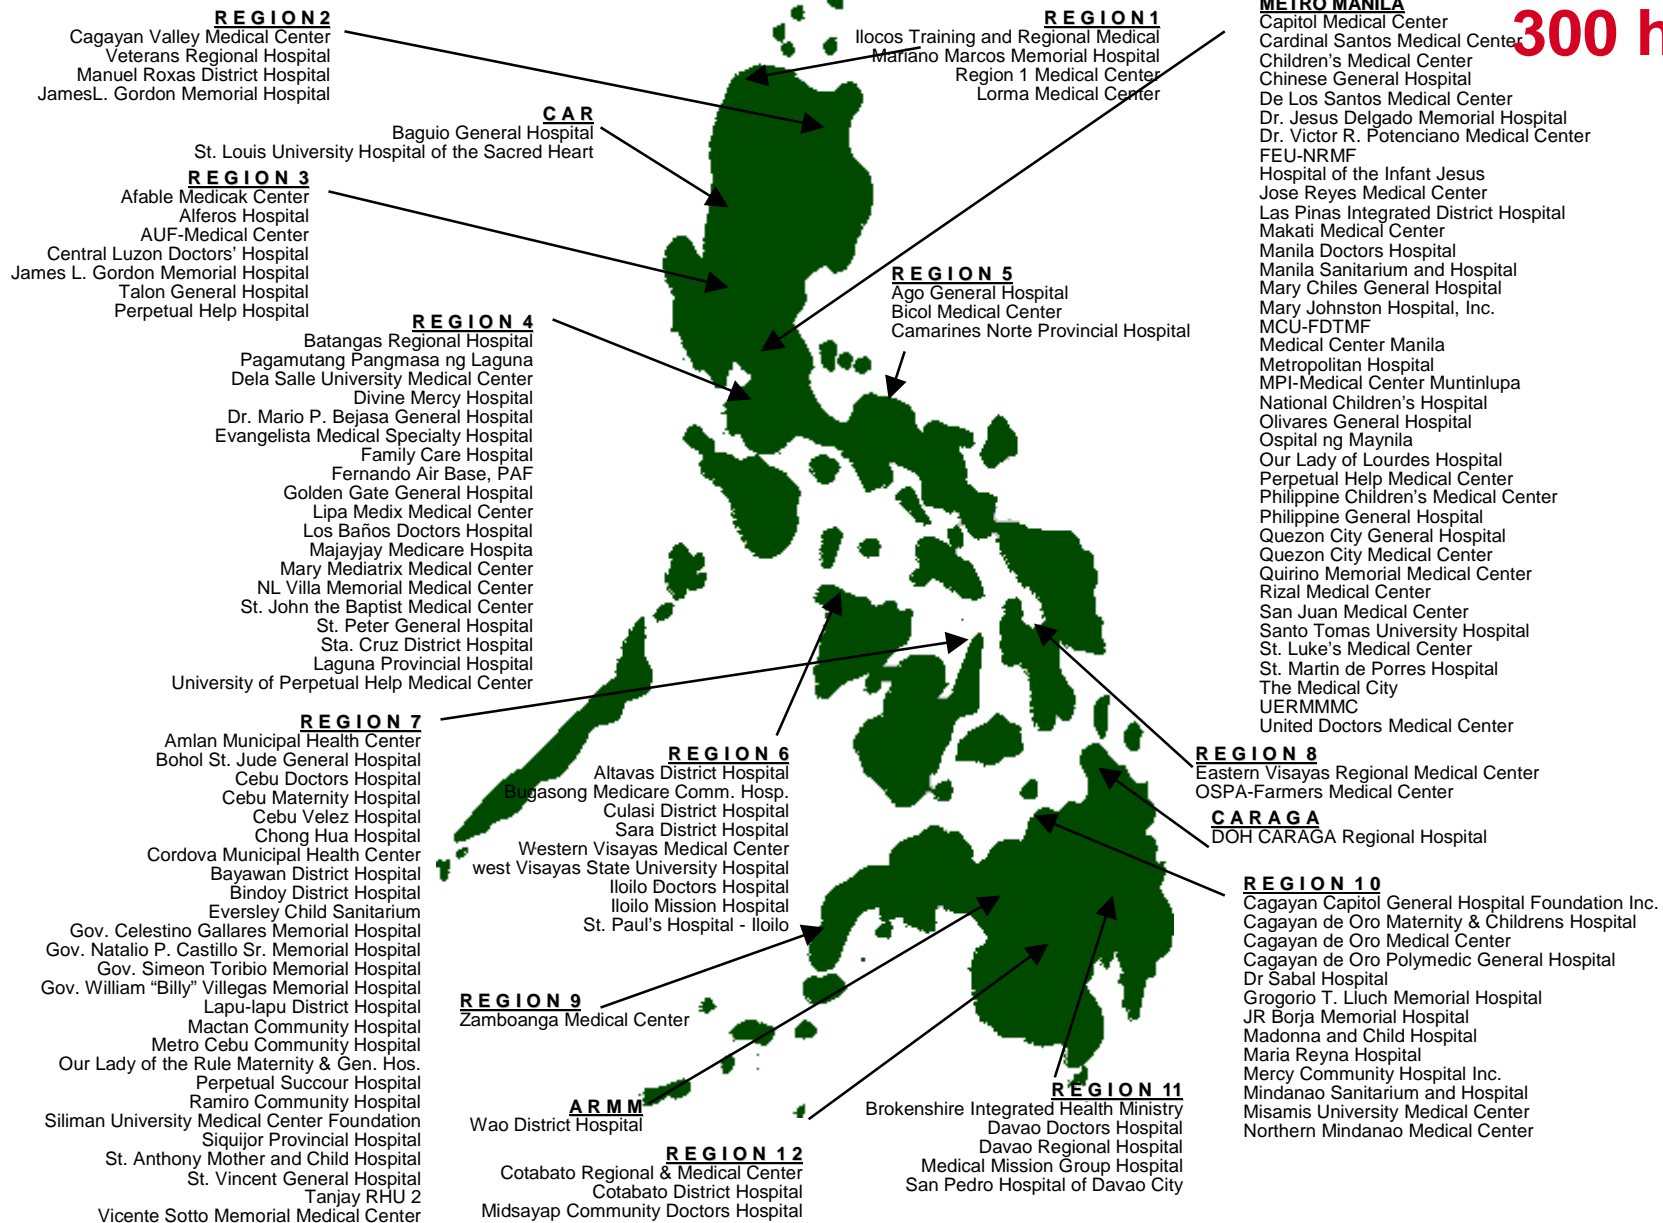 REGION2
Cagayan Valley Medical Center
Veterans Regional Hospital
Manuel Roxas District Hospital
JamesL. Gordon Memorial Hospital
CAR
Baguio General Hospital
St. Louis University Hospital of the Sacred Heart
REGION 3
Afable Medicak Center
Alferos Hospital
AUF-Medical Center
Central Luzon Doctors' Hospital
James L. Gordon Memorial Hospital
Talon General Hospital
Perpetual Help Hospital
REGION 4
Batangas Regional Hospital
Pagamutang Pangmasa ng Laguna
Dela Salle University Medical Center
Divine Mercy Hospital
Dr. Mario P. Bejasa General Hospital
Evangelista Medical Specialty Hospital
Family Care Hospital
Fernando Air Base, PAF
Golden Gate General Hospital
Lipa Medix Medical Center
Los Baños Doctors Hospital
Majayjay Medicare Hospita
Mary Mediatrix Medical Center
NL Villa Memorial Medical Center
St. John the Baptist Medical Center
St. Peter General Hospital
Sta. Cruz District Hospital
Laguna Provincial Hospital
University of Perpetual Help Medical Center
REGION 7
Amlan Municipal Health Center
Bohol St. Jude General Hospital
Cebu Doctors Hospital
Cebu Maternity Hospital
Cebu Velez Hospital
Chong Hua Hospital
Cordova Municipal Health Center
Bayawan District Hospital
Bindoy District Hospital
Eversley Child Sanitarium
Gov. Celestino Gallares Memorial Hospital
Gov. Natalio P. Castillo Sr. Memorial Hospital
Gov. Simeon Toribio Memorial Hospital
Gov. William “Billy” Villegas Memorial Hospital
Lapu-lapu District Hospital
Mactan Community Hospital
Metro Cebu Community Hospital
Our Lady of the Rule Maternity & Gen. Hos.
Perpetual Succour Hospital
Ramiro Community Hospital
Siliman University Medical Center Foundation
Siquijor Provincial Hospital
St. Anthony Mother and Child Hospital
St. Vincent General Hospital
Tanjay RHU 2
Vicente Sotto Memorial Medical Center
REGION1
Ilocos Training and Regional Medical
Mariano Marcos Memorial Hospital
Region 1 Medical Center
Lorma Medical Center
REGION 5
Ago General Hospital
Bicol Medical Center
Camarines Norte Provincial Hospital
REGION 6
Altavas District Hospital
Bugasong Medicare Comm. Hosp.
Culasi District Hospital
Sara District Hospital
Western Visayas Medical Center
west Visayas State University Hospital
Iloilo Doctors Hospital
Iloilo Mission Hospital
St. Paul's Hospital - Iloilo
REGION 9
Zamboanga Medical Center
ARMM
Wao District Hospital
REGION 12
Cotabato Regional & Medical Center
Cotabato District Hospital
Midsayap Community Doctors Hospital
REGION 11
Brokenshire Integrated Health Ministry
Davao Doctors Hospital
Davao Regional Hospital
Medical Mission Group Hospital
San Pedro Hospital of Davao City
METRO MANILA
Capitol Medical Center
Cardinal Santos Medical Center
Children's Medical Center
Chinese General Hospital
De Los Santos Medical Center
Dr. Jesus Delgado Memorial Hospital
Dr. Victor R. Potenciano Medical Center
FEU-NRMF
Hospital of the Infant Jesus
Jose Reyes Medical Center
Las Pinas Integrated District Hospital
Makati Medical Center
Manila Doctors Hospital
Manila Sanitarium and Hospital
Mary Chiles General Hospital
Mary Johnston Hospital, Inc.
MCU-FDTMF
Medical Center Manila
Metropolitan Hospital
MPI-Medical Center Muntinlupa
National Children's Hospital
Olivares General Hospital
Ospital ng Maynila
Our Lady of Lourdes Hospital
Perpetual Help Medical Center
Philippine Children's Medical Center
Philippine General Hospital
Quezon City General Hospital
Quezon City Medical Center
Quirino Memorial Medical Center
Rizal Medical Center
San Juan Medical Center
Santo Tomas University Hospital
St. Luke's Medical Center
St. Martin de Porres Hospital
The Medical City
UERMMMC
United Doctors Medical Center
300 h
REGION 8
Eastern Visayas Regional Medical Center
OSPA-Farmers Medical Center
CARAGA
DOH CARAGA Regional Hospital
REGION 10
Cagayan Capitol General Hospital Foundation Inc.
Cagayan de Oro Maternity & Childrens Hospital
Cagayan de Oro Medical Center
Cagayan de Oro Polymedic General Hospital
Dr Sabal Hospital
Grogorio T. Lluch Memorial Hospital
JR Borja Memorial Hospital
Madonna and Child Hospital
Maria Reyna Hospital
Mercy Community Hospital Inc.
Mindanao Sanitarium and Hospital
Misamis University Medical Center
Northern Mindanao Medical Center